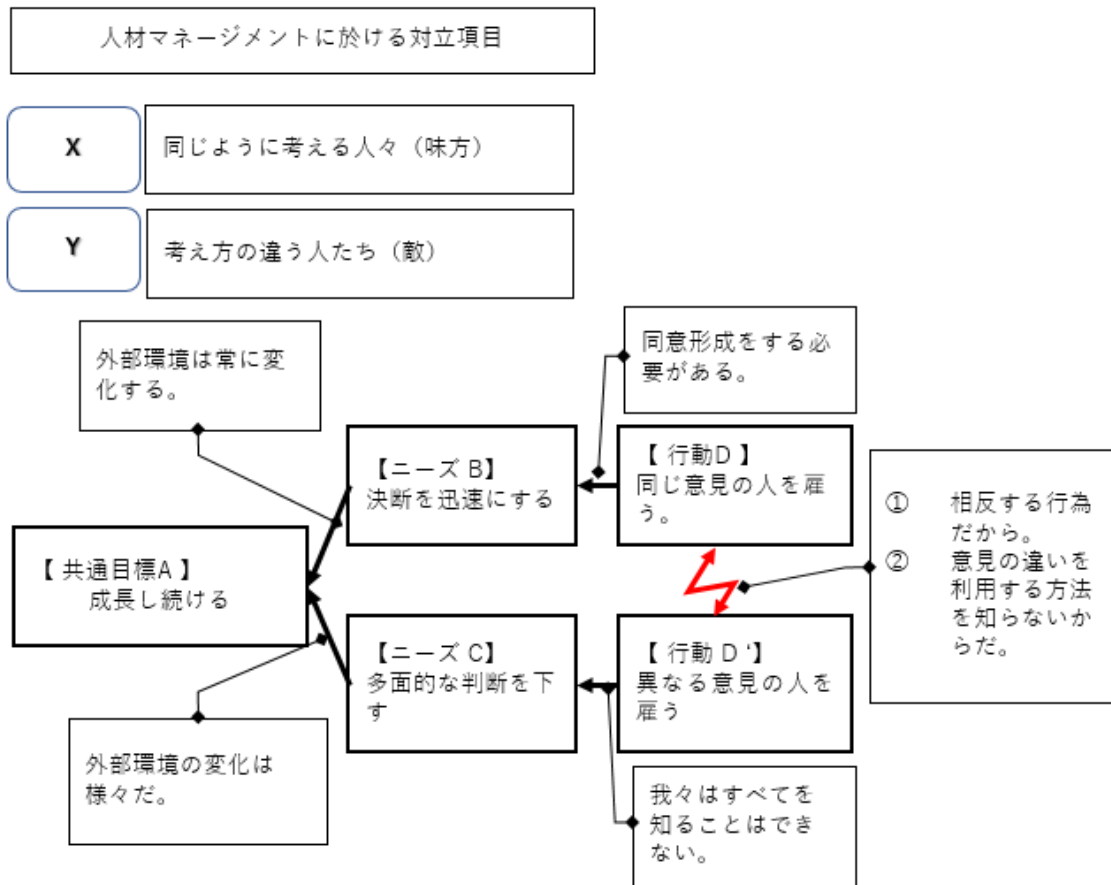 人材マネージメントに於ける対立項目
X
同じように考える人々（味方）
Y
考え方の違う人たち（敵）
外部環境は常に変
化する。
同意形成をする必
要がある。
【ニーズ B】
決断を迅速にする
【 行動D 】
同じ意見の人を雇
う。
① 相反する行為
だから。
② 意見の違いを
利用する方法
を知らないか
らだ。
【 共通目標A 】
成長し続ける
【ニーズ C】
多面的な判断を下
す
【 行動 D ‘】
異なる意見の人を
雇う
外部環境の変化は
様々だ。
我々はすべてを
知ることはでき
ない。